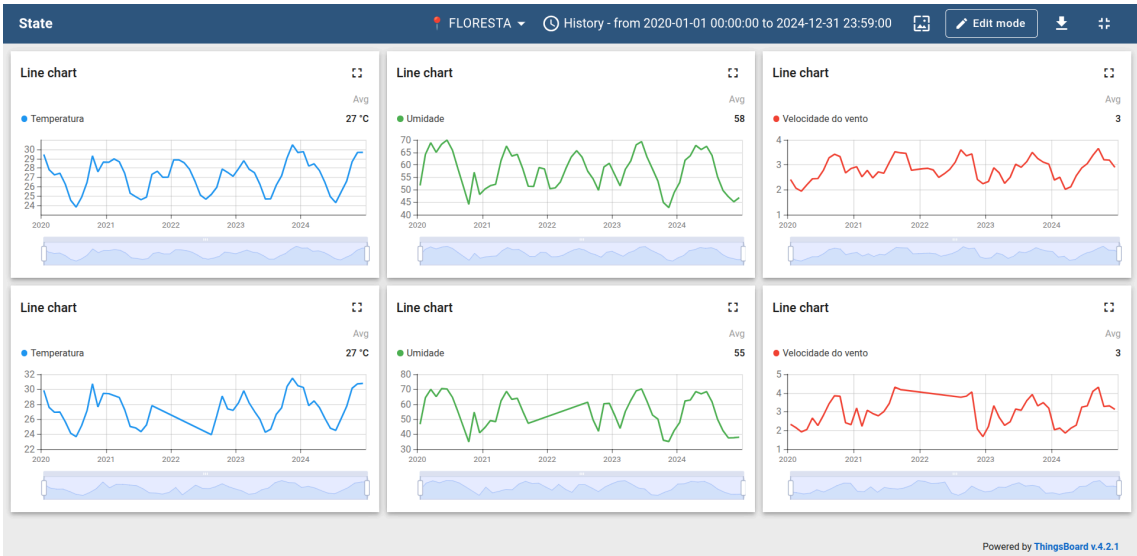 State
FLORESTA
History - from 2020-01-01 00:00:00 to 2024-12-31 23:59:00
Edit mode
Line chart
Avg
Temperatura 27 °C
30
29
28
27
26
25
24
2020 2021 2022 2023 2024
Line chart
Avg
Umidade 58
70
65
60
55
50
45
40
2020 2021 2022 2023 2024
Line chart
Avg
Velocidade do vento 3
4
3
2
1
2020 2021 2022 2023 2024
Line chart
Avg
Temperatura 27 °C
32
30
28
26
24
22
2020 2021 2022 2023 2024
Line chart
Avg
Umidade 55
80
70
60
50
40
30
2020 2021 2022 2023 2024
Line chart
Avg
Velocidade do vento 3
5
4
3
2
1
2020 2021 2022 2023 2024
Powered by ThingsBoard v.4.2.1